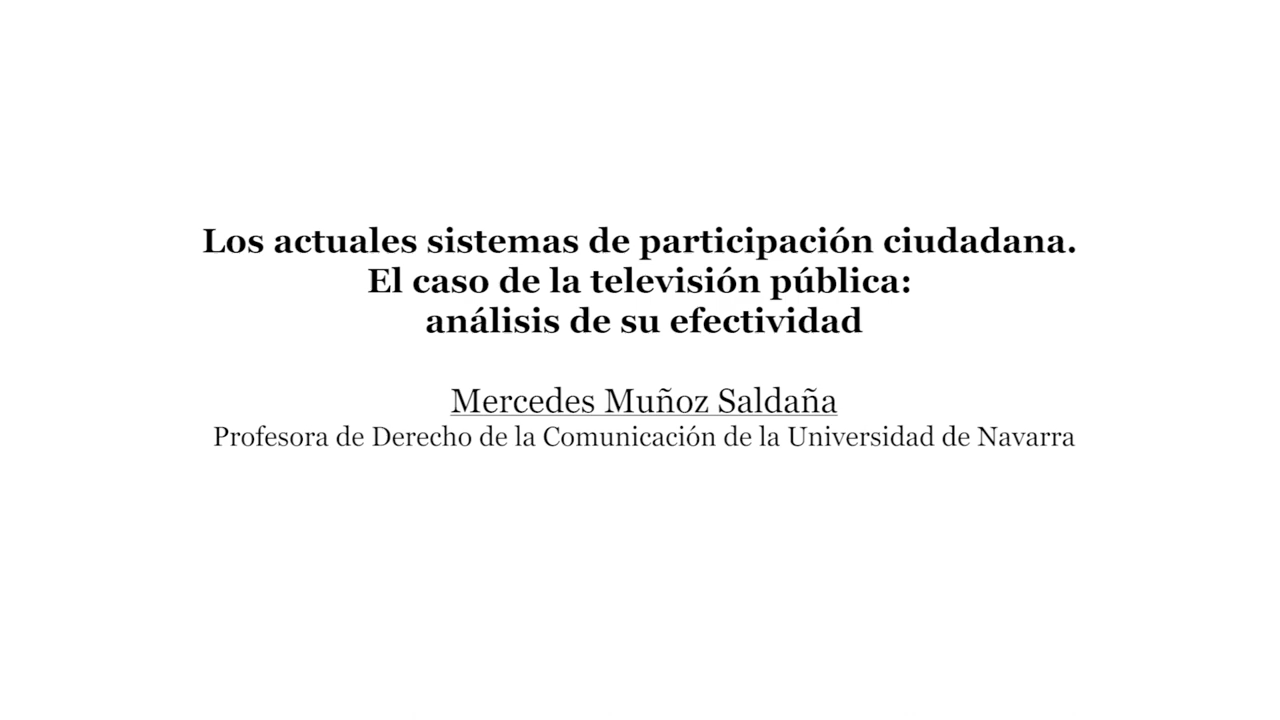 Los actuales sistemas de participación ciudadana.
El caso de la televisión pública:
análisis de su efectividad
Mercedes Muñoz Saldaña
Profesora de Derecho de la Comunicación de la Universidad de Navarra